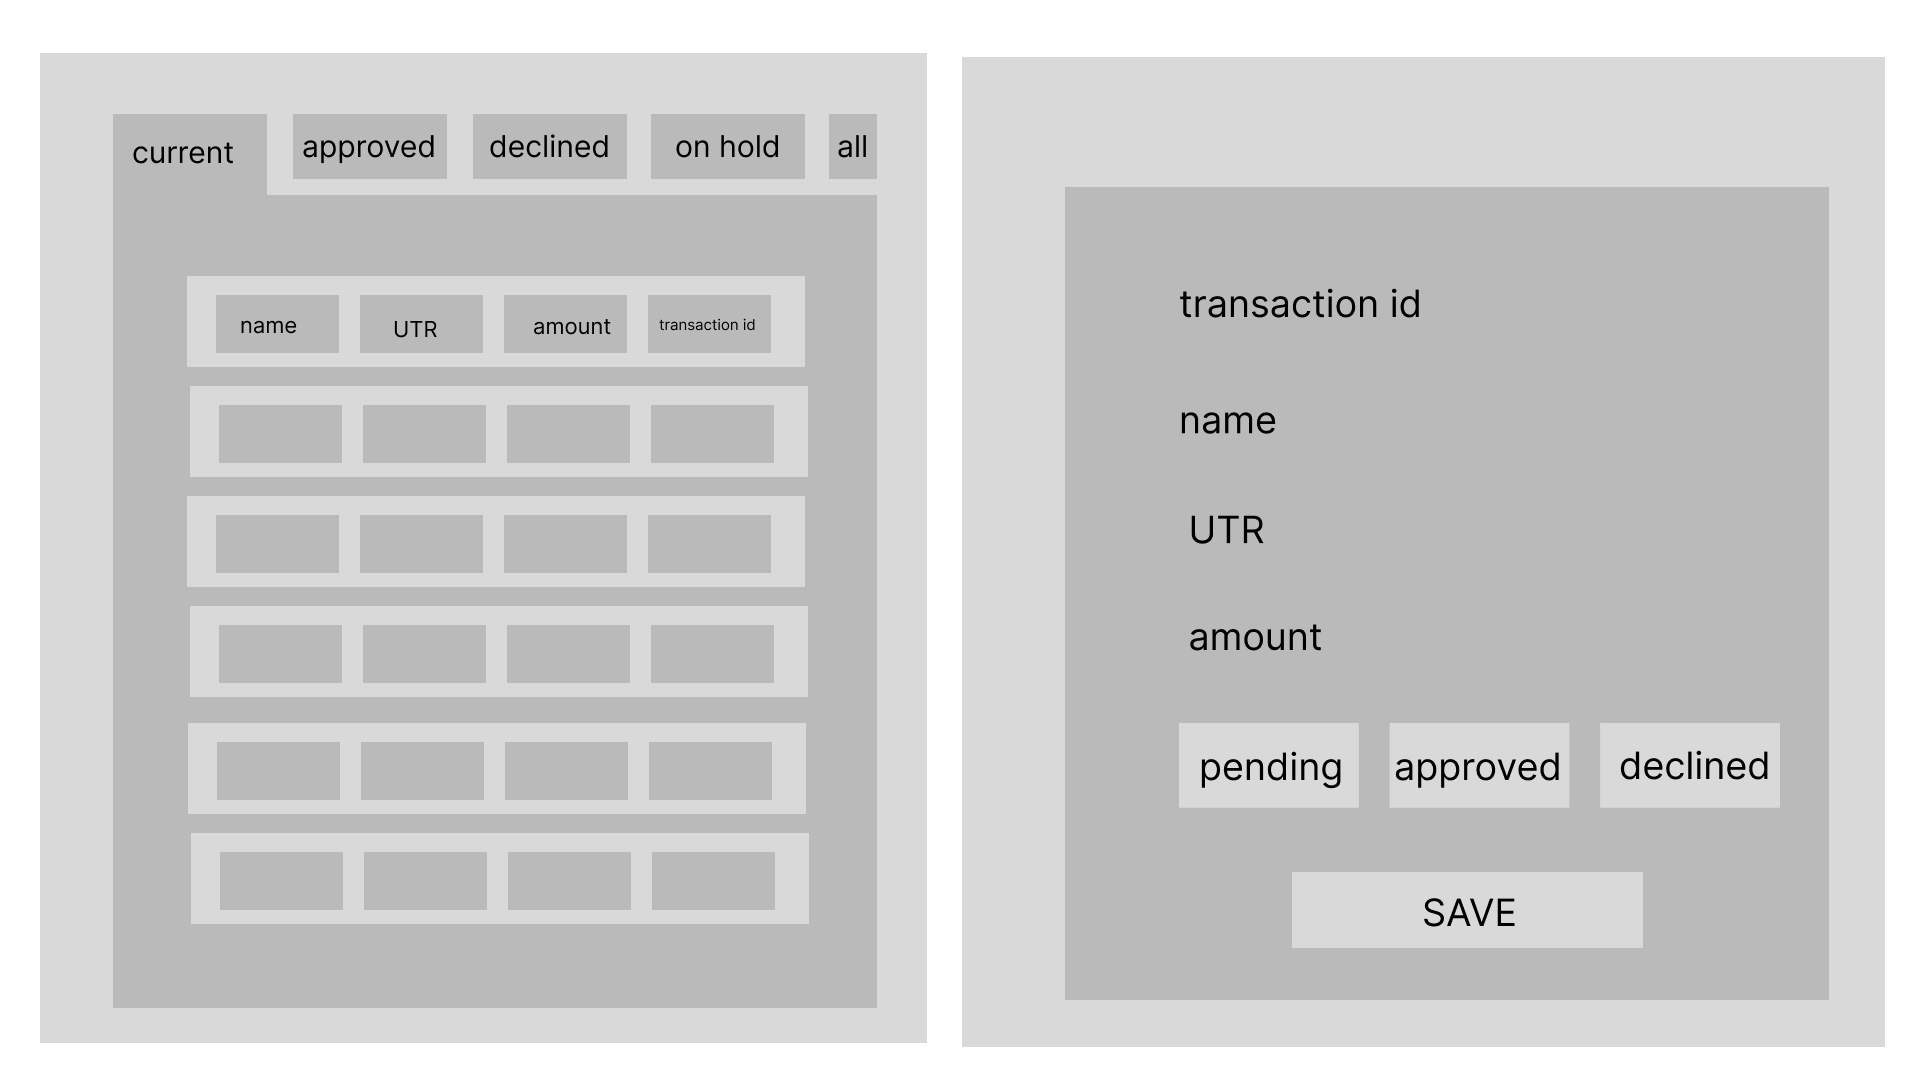 current
approved
declined
on hold
all
name
UTR
amount
transaction id
transaction id
name
UTR
amount
pending
approved
declined
SAVE